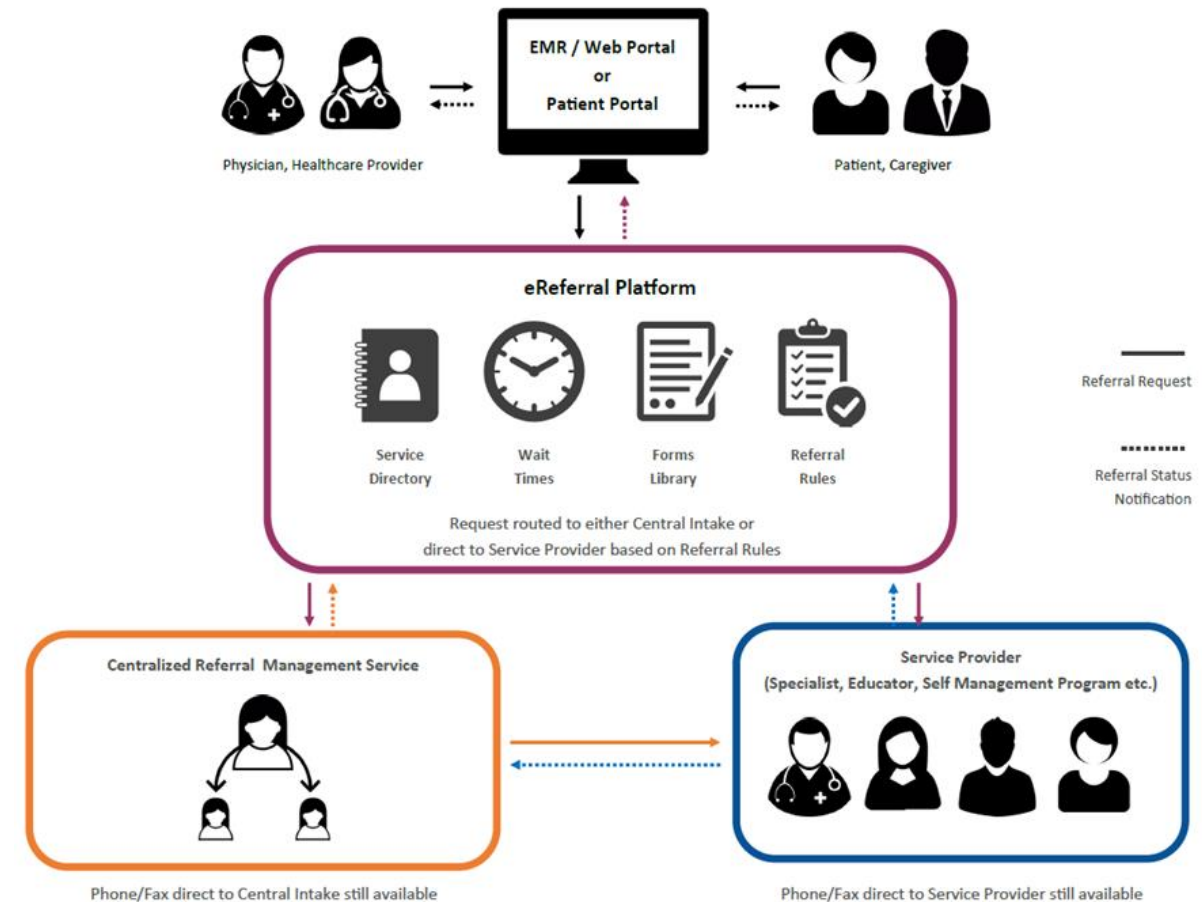 EMR / Web Portal
or
Patient Portal
Physician, Healthcare Provider
Patient, Caregiver
eReferral Platform
Service
Directory
Wait
Times
Forms
Library
Referral
Rules
Request routed to either Central Intake or
direct to Service Provider based on Referral Rules
Referral Request
Referral Status
Notification
Centralized Referral Management Service
Service Provider
(Specialist, Educator, Self Management Program etc.)
Phone/Fax direct to Central Intake still available
Phone/Fax direct to Service Provider still available